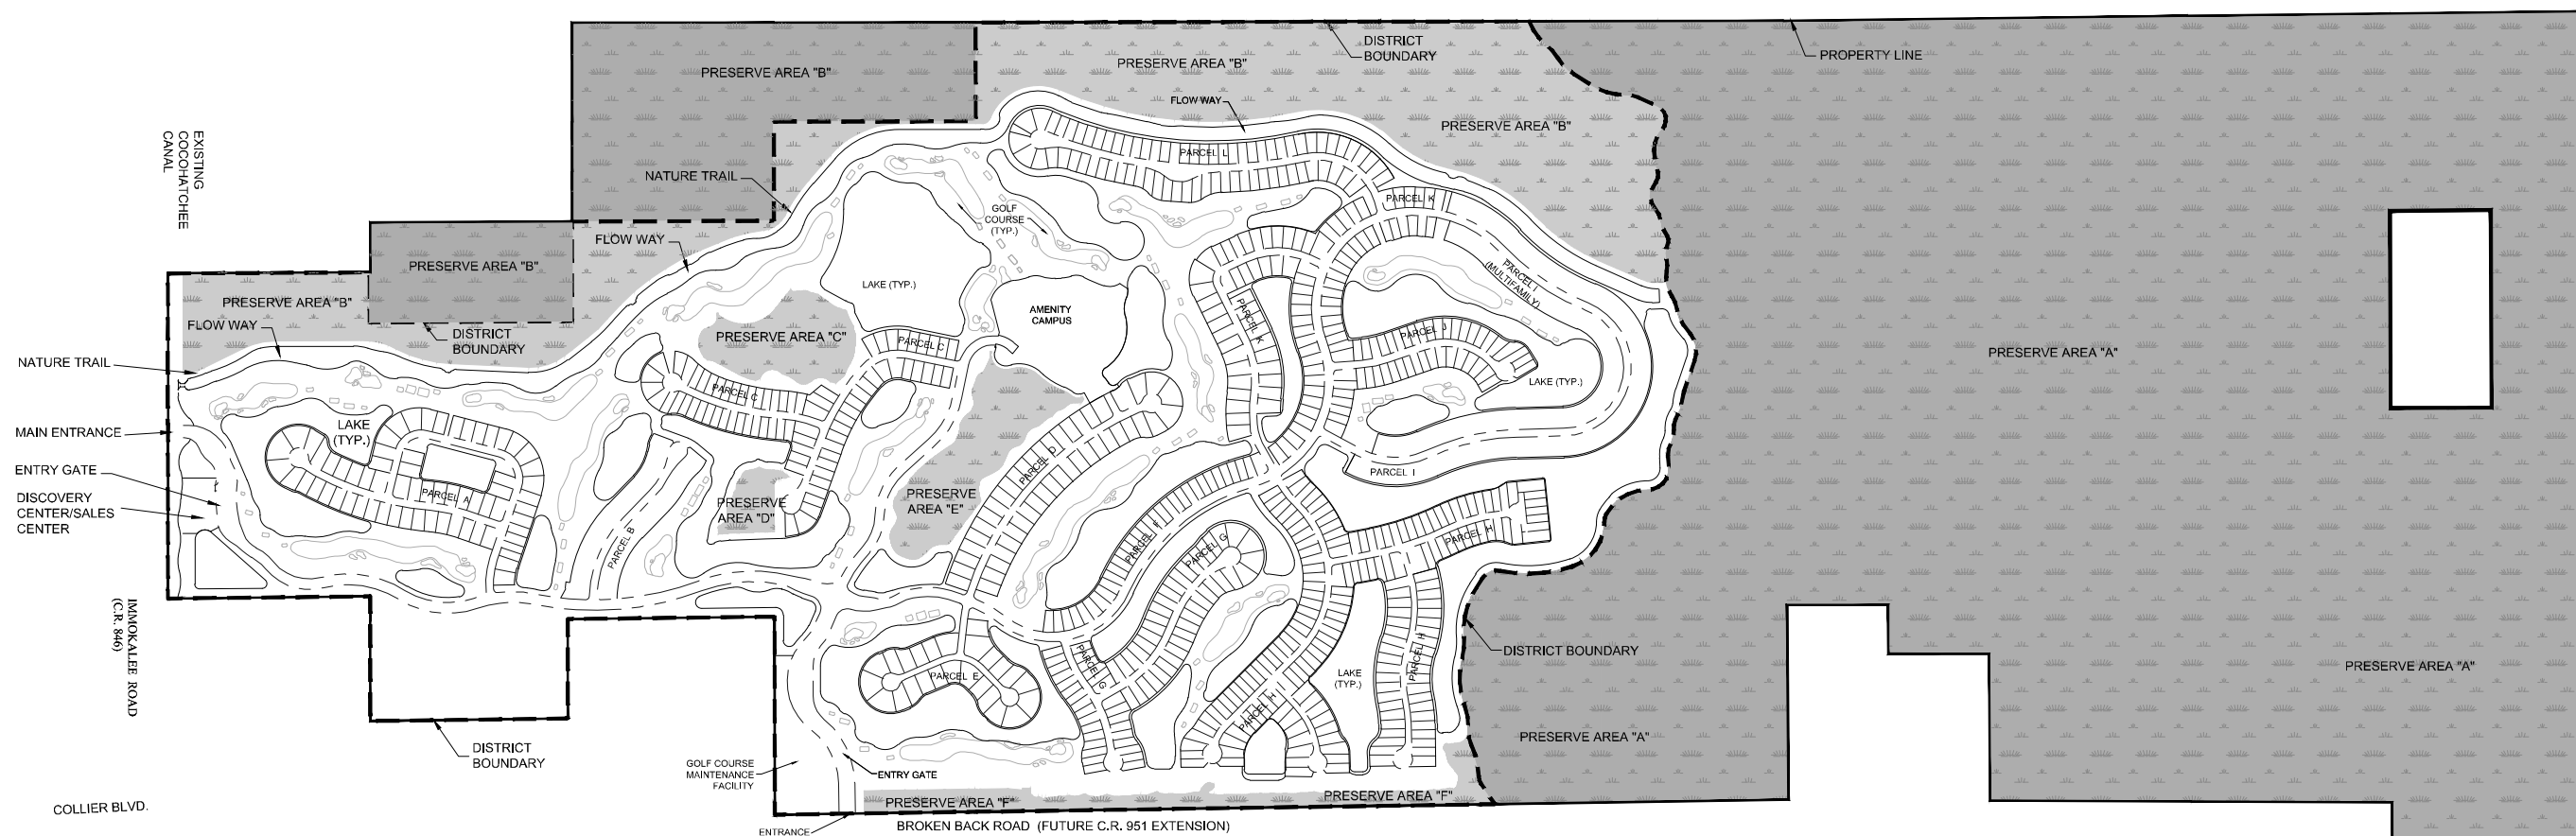 DISTRICT
BOUNDARY
PROPERTY LINE
PRESERVE AREA "B"
PRESERVE AREA "B"
FLOW WAY
PRESERVE AREA "B"
EXISTING
COCOHATCHEE
CANAL
PARCEL L
NATURE TRAIL
PARCEL K
GOLF
COURSE
(TYP.)
FLOW WAY
PRESERVE AREA "B"
PARCEL I
(MULTIFAMILY)
LAKE (TYP.)
PRESERVE AREA "B"
AMENITY
CAMPUS
PARCEL K
FLOW WAY
DISTRICT
BOUNDARY
PRESERVE AREA "C"
PARCEL C
PARCEL J
PRESERVE AREA "A"
NATURE TRAIL
LAKE (TYP.)
PARCEL C
MAIN ENTRANCE
LAKE
(TYP.)
PARCEL D
ENTRY GATE
PARCEL I
DISCOVERY
CENTER/SALES
CENTER
PARCEL A
PRESERVE
AREA "D"
PRESERVE
AREA "E"
PARCEL B
PARCEL F
PARCEL G
PARCEL H
IMMOKALEE ROAD
(C.R. 846)
DISTRICT BOUNDARY
PARCEL H
PARCEL G
PARCEL E
LAKE
(TYP.)
PRESERVE AREA "A"
PARCEL H
PRESERVE AREA "A"
DISTRICT
BOUNDARY
GOLF COURSE
MAINTENANCE
FACILITY
ENTRY GATE
PRESERVE AREA "F"
PRESERVE AREA "F"
COLLIER BLVD.
ENTRANCE
BROKEN BACK ROAD (FUTURE C.R. 951 EXTENSION)